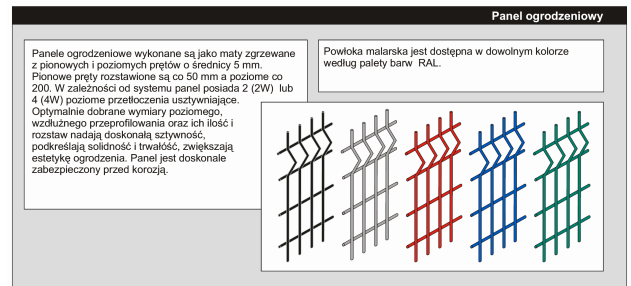 Panel ogrodzeniowy
Panele ogrodzeniowe wykonane są jako maty zgrzewane
z pionowych i poziomych prętów o średnicy 5 mm.
Pionowe pręty rozstawione są co 50 mm a poziome co
200. W zależności od systemu panel posiada 2 (2W) lub
4 (4W) poziome przetłoczenia usztywniające.
Optymalnie dobrane wymiary poziomego,
wzdłużnego przeprofilowania oraz ich ilość i
rozstaw nadają doskonałą sztywność,
podkreślają solidność i trwałość, zwiększają
estetykę ogrodzenia. Panel jest doskonale
zabezpieczony przed korozją.
Powłoka malarska jest dostępna w dowolnym kolorze
według palety barw RAL.